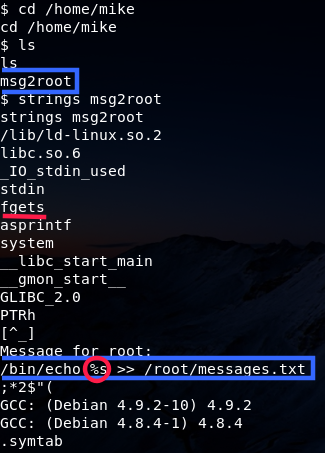 $ cd /home/mike
cd /home/mike
$ ls
ls
msg2root
$ strings msg2root
strings msg2root
/lib/ld-linux.so.2
libc.so.6
_IO_stdin_used
stdin
fgets
asprintf
system
__libc_start_main
__gmon_start__
GLIBC_2.0
PTRh
[^_]
Message for root:
/bin/echo %s >> /root/messages.txt
;*2$"(
GCC: (Debian 4.9.2-10) 4.9.2
GCC: (Debian 4.8.4-1) 4.8.4
.symtab